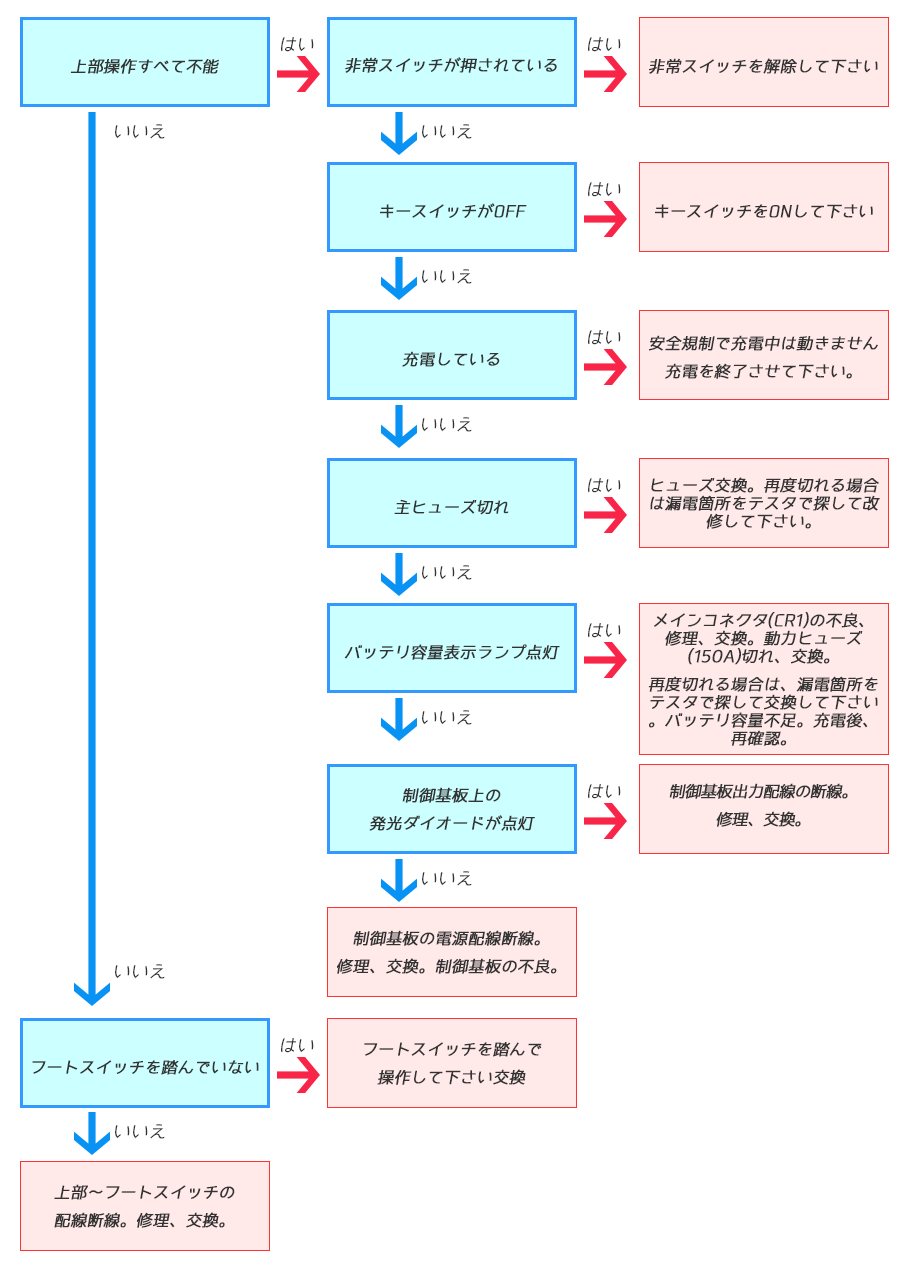 上部操作すべて不能
はい
非常スイッチが押されている
はい
非常スイッチを解除して下さい
いいえ
いいえ
キースイッチがOFF
はい
キースイッチをONして下さい
いいえ
充電している
はい
安全規制で充電中は動きません
充電を終了させて下さい。
いいえ
主ヒューズ切れ
はい
ヒューズ交換。再度切れる場合
は漏電箇所をテスタで探して改
修して下さい。
いいえ
バッテリ容量表示ランプ点灯
はい
メインコネクタ(CR1)の不良、
修理、交換。動力ヒューズ
(150A)切れ、交換。
再度切れる場合は、漏電箇所を
テスタで探して交換して下さい
。バッテリ容量不足。充電後、
再確認。
いいえ
制御基板上の
発光ダイオードが点灯
はい
制御基板出力配線の断線。
修理、交換。
いいえ
制御基板の電源配線断線。
修理、交換。制御基板の不良。
いいえ
フートスイッチを踏んでいない
はい
フートスイッチを踏んで
操作して下さい交換
いいえ
上部～フートスイッチの
配線断線。修理、交換。